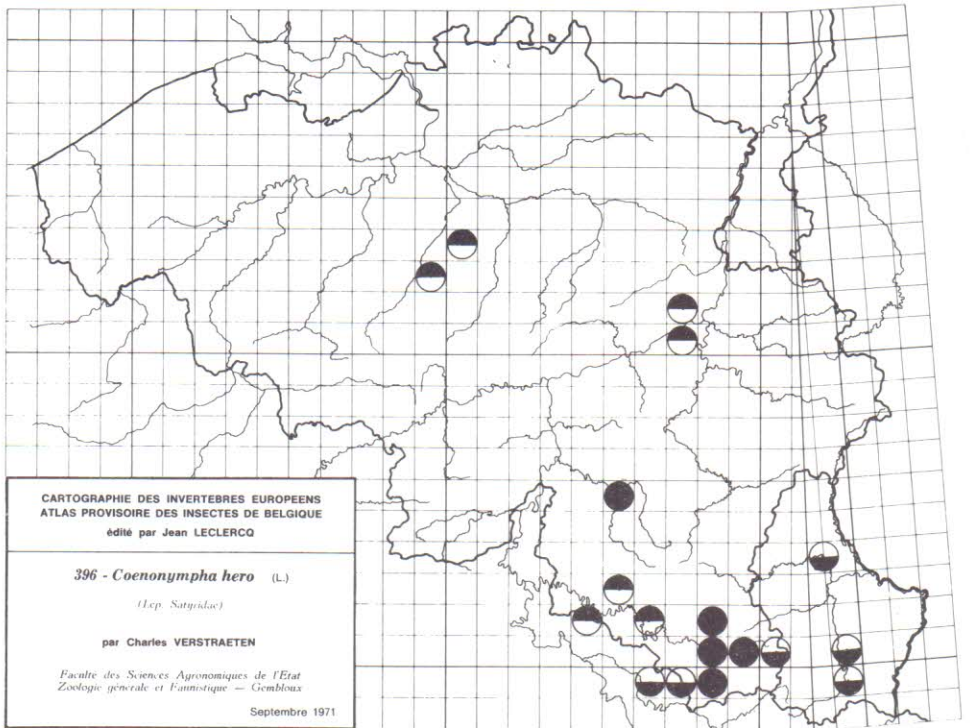 CARTOGRAPHIE DES INVERTEBRES EUROPEENS
ATLAS PROVISOIRE DES INSECTES DE BELGIQUE
édité par Jean LECLERCQ
396 - Coenonympha hero (L.)
(Lep. Satyridae)
par Charles VERSTRAETEN
Faculté des Sciences Agronomiques de l'Etat
Zoologie générale et Faunistique — Gembloux
Septembre 1971